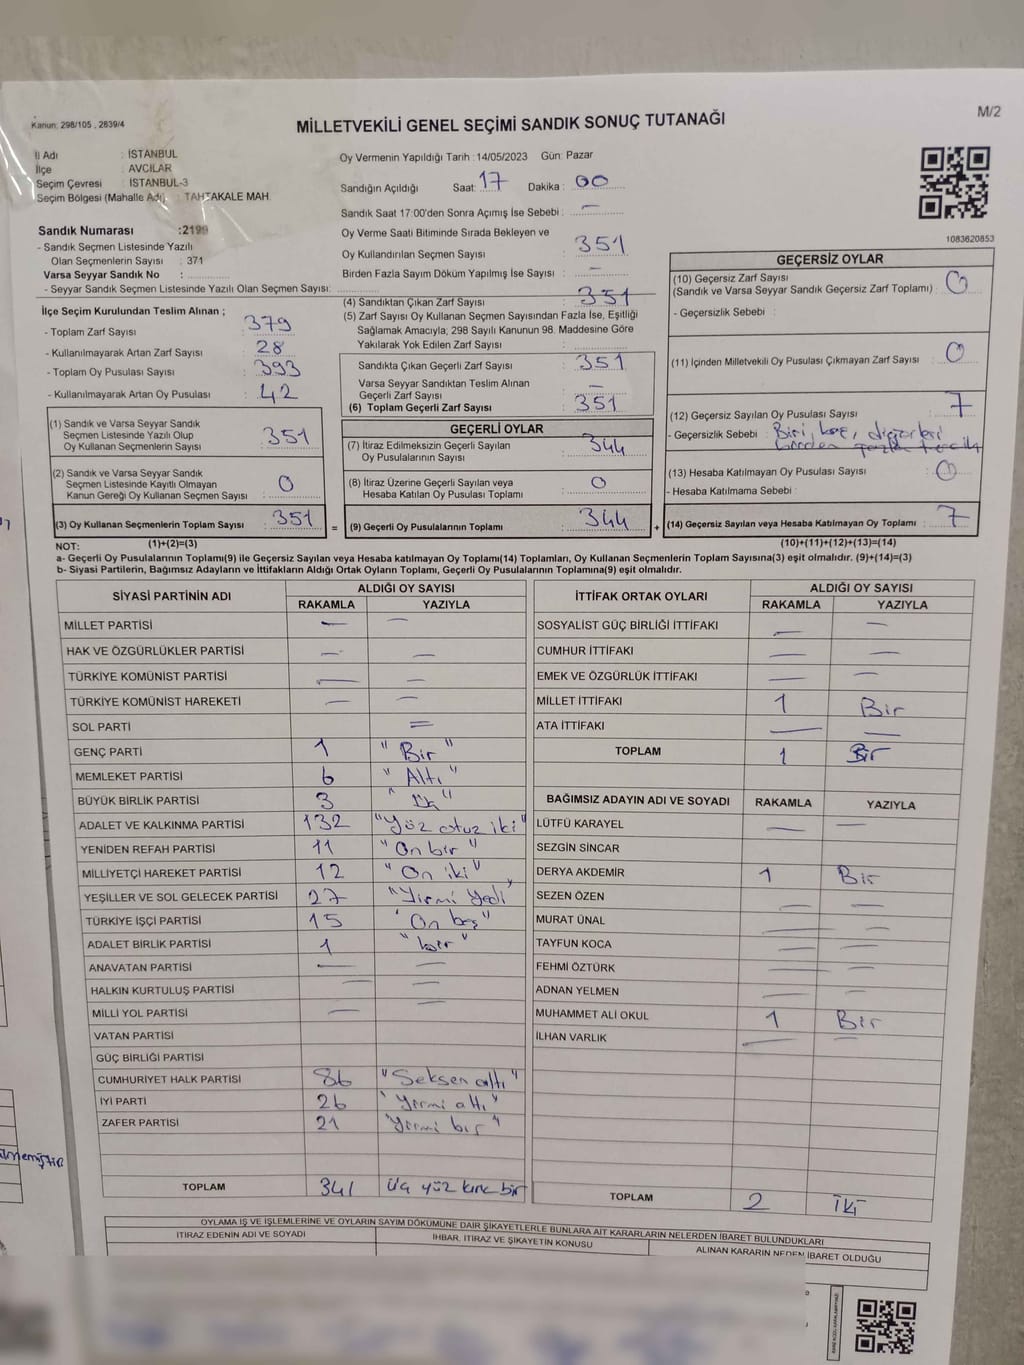 M/2
Kanun: 298/105 , 2839/4
MİLLETVEKİLİ GENEL SEÇİMİ SANDIK SONUÇ TUTANAĞI
İl Adı : İSTANBUL
İlçe : AVCILAR
Seçim Çevresi : İSTANBUL-3
Seçim Bölgesi (Mahalle Adı) : TAHTAKALE MAH
Oy Vermenin Yapıldığı Tarih :14/05/2023 Gün: Pazar
Sandığın Açıldığı Saat: 17 Dakika : 00
Sandık Saat 17:00'den Sonra Açımış İse Sebebi : —
Sandık Numarası :2199
- Sandık Seçmen Listesinde Yazılı
Olan Seçmenlerin Sayısı : 371
Varsa Seyyar Sandık No :
- Seyyar Sandık Seçmen Listesinde Yazılı Olan Seçmen Sayısı:
Oy Verme Saati Bitiminde Sırada Bekleyen ve
Oy Kullandırılan Seçmen Sayısı : 351
Birden Fazla Sayım Döküm Yapılmış İse Sayısı : —
1083620853
İlçe Seçim Kurulundan Teslim Alınan ;
- Toplam Zarf Sayısı : 379
- Kullanılmayarak Artan Zarf Sayısı : 28
- Toplam Oy Pusulası Sayısı : 393
- Kullanılmayarak Artan Oy Pusulası : 42
(4) Sandıktan Çıkan Zarf Sayısı : 351
(5) Zarf Sayısı Oy Kullanan Seçmen Sayısından Fazla İse, Eşitliği
Sağlamak Amacıyla, 298 Sayılı Kanunun 98. Maddesine Göre
Yakılarak Yok Edilen Zarf Sayısı :
Sandıkta Çıkan Geçerli Zarf Sayısı : 351
Varsa Seyyar Sandıktan Teslim Alınan
Geçerli Zarf Sayısı : —
(6) Toplam Geçerli Zarf Sayısı : 351
GEÇERSİZ OYLAR
(10) Geçersiz Zarf Sayısı
(Sandık ve Varsa Seyyar Sandık Geçersiz Zarf Toplamı) : 0
- Geçersizlik Sebebi :
(11) İçinden Milletvekili Oy Pusulası Çıkmayan Zarf Sayısı : 0
(12) Geçersiz Sayılan Oy Pusulası Sayısı : 7
- Geçersizlik Sebebi : Biri boş, diğerleri
birden fazla tercih
(13) Hesaba Katılmayan Oy Pusulası Sayısı : 0
- Hesaba Katılmama Sebebi :
(1) Sandık ve Varsa Seyyar Sandık
Seçmen Listesinde Yazılı Olup
Oy Kullanan Seçmenlerin Sayısı : 351
(2) Sandık ve Varsa Seyyar Sandık
Seçmen Listesinde Kayıtlı Olmayan
Kanun Gereği Oy Kullanan Seçmen Sayısı : 0
GEÇERLİ OYLAR
(7) İtiraz Edilmeksizin Geçerli Sayılan
Oy Pusulalarının Sayısı : 344
(8) İtiraz Üzerine Geçerli Sayılan veya
Hesaba Katılan Oy Pusulası Toplamı : 0
(3) Oy Kullanan Seçmenlerin Toplam Sayısı : 351 = (9) Geçerli Oy Pusulalarının Toplamı : 344 + (14) Geçersiz Sayılan veya Hesaba Katılmayan Oy Toplamı : 7
NOT: (1)+(2)=(3) (10)+(11)+(12)+(13)=(14)
a- Geçerli Oy Pusulalarının Toplamı(9) ile Geçersiz Sayılan veya Hesaba katılmayan Oy Toplamı(14) Toplamları, Oy Kullanan Seçmenlerin Toplam Sayısına(3) eşit olmalıdır. (9)+(14)=(3)
b- Siyasi Partilerin, Bağımsız Adayların ve İttifakların Aldığı Ortak Oyların Toplamı, Geçerli Oy Pusulalarının Toplamına(9) eşit olmalıdır.
SİYASİ PARTİNİN ADI ALDIĞI OY SAYISI
RAKAMLA YAZIYLA
MİLLET PARTİSİ — —
HAK VE ÖZGÜRLÜKLER PARTİSİ — —
TÜRKİYE KOMÜNİST PARTİSİ — —
TÜRKİYE KOMÜNİST HAREKETİ — —
SOL PARTİ —
GENÇ PARTİ 1 "Bir"
MEMLEKET PARTİSİ 6 "Altı"
BÜYÜK BİRLİK PARTİSİ 3 "Üç"
ADALET VE KALKINMA PARTİSİ 132 "Yüz otuz iki"
YENİDEN REFAH PARTİSİ 11 "On bir"
MİLLİYETÇİ HAREKET PARTİSİ 12 "On iki"
YEŞİLLER VE SOL GELECEK PARTİSİ 27 "Yirmi Yedi"
TÜRKİYE İŞÇİ PARTİSİ 15 "On beş"
ADALET BİRLİK PARTİSİ 1 "bir"
ANAVATAN PARTİSİ — —
HALKIN KURTULUŞ PARTİSİ — —
MİLLİ YOL PARTİSİ — —
VATAN PARTİSİ
GÜÇ BİRLİĞİ PARTİSİ
CUMHURİYET HALK PARTİSİ 86 "Seksen altı"
İYİ PARTİ 26 "Yirmi altı"
ZAFER PARTİSİ 21 "Yirmi bir"
TOPLAM 341 üç yüz kırk bir
İTTİFAK ORTAK OYLARI ALDIĞI OY SAYISI
RAKAMLA YAZIYLA
SOSYALİST GÜÇ BİRLİĞİ İTTİFAKI — —
CUMHUR İTTİFAKI — —
EMEK VE ÖZGÜRLÜK İTTİFAKI — —
MİLLET İTTİFAKI 1 Bir
ATA İTTİFAKI — —
TOPLAM 1 Bir
BAĞIMSIZ ADAYIN ADI VE SOYADI RAKAMLA YAZIYLA
LÜTFÜ KARAYEL — —
SEZGİN SİNCAR
DERYA AKDEMİR 1 Bir
SEZEN ÖZEN — —
MURAT ÜNAL — —
TAYFUN KOCA — —
FEHMİ ÖZTÜRK — —
ADNAN YELMEN — —
MUHAMMET ALİ OKUL 1 Bir
İLHAN VARLIK — —
TOPLAM 2 İki
OYLAMA İŞ VE İŞLEMLERİNE VE OYLARIN SAYIM DÖKÜMÜNE DAİR ŞİKAYETLERLE BUNLARA AİT KARARLARIN NELERDEN İBARET BULUNDUKLARI
İTİRAZ EDENİN ADI VE SOYADI İHBAR, İTİRAZ VE ŞİKAYETİN KONUSU ALINAN KARARIN NEDEN İBARET OLDUĞU